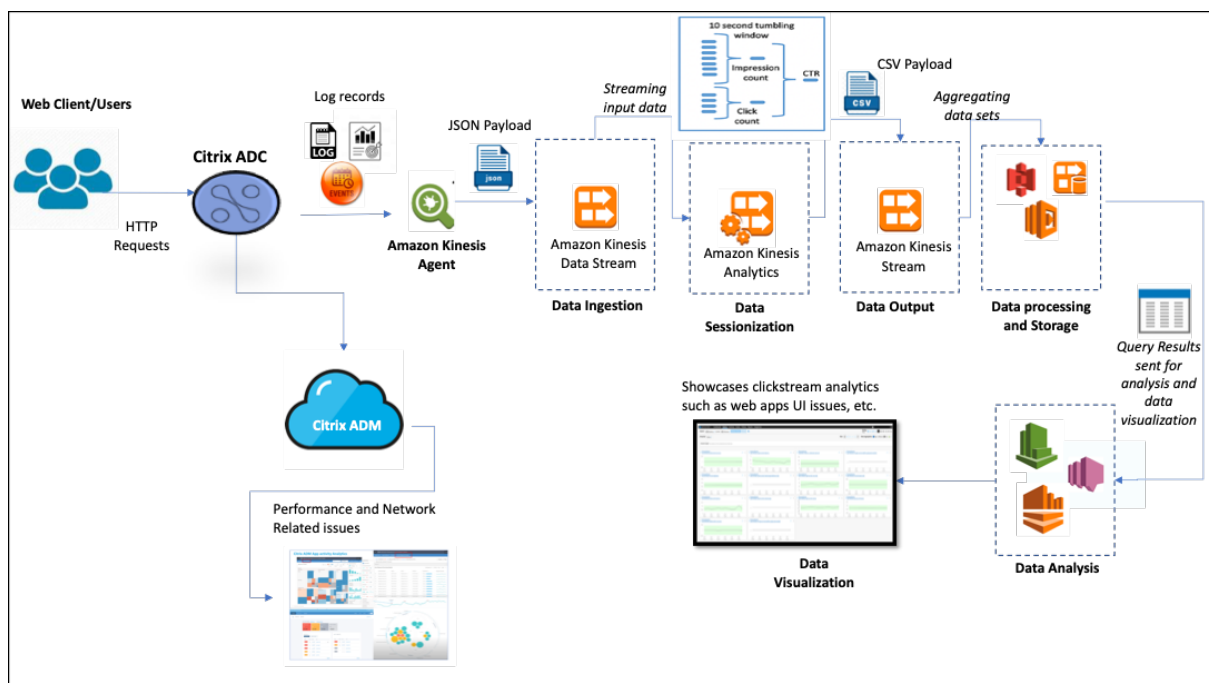 10 second tumbling
window
Impression
count
CTR
Click
count
CSV Payload
CSV
Streaming
input data
Aggregating
data sets
Web Client/Users
Log records
LOG
EVENTS
JSON Payload
json
Citrix ADC
HTTP
Requests
Amazon Kinesis
Agent
Amazon Kinesis
Data Stream
Data Ingestion
Amazon Kinesis
Analytics
Data
Sessionization
Amazon Kinesis
Stream
Data Output
Data processing
and Storage
Query Results
sent for
analysis and
data
visualization
Citrix ADM
Showcases clickstream analytics
such as web apps UI issues, etc.
Performance and Network
Related issues
Data
Visualization
Data Analysis